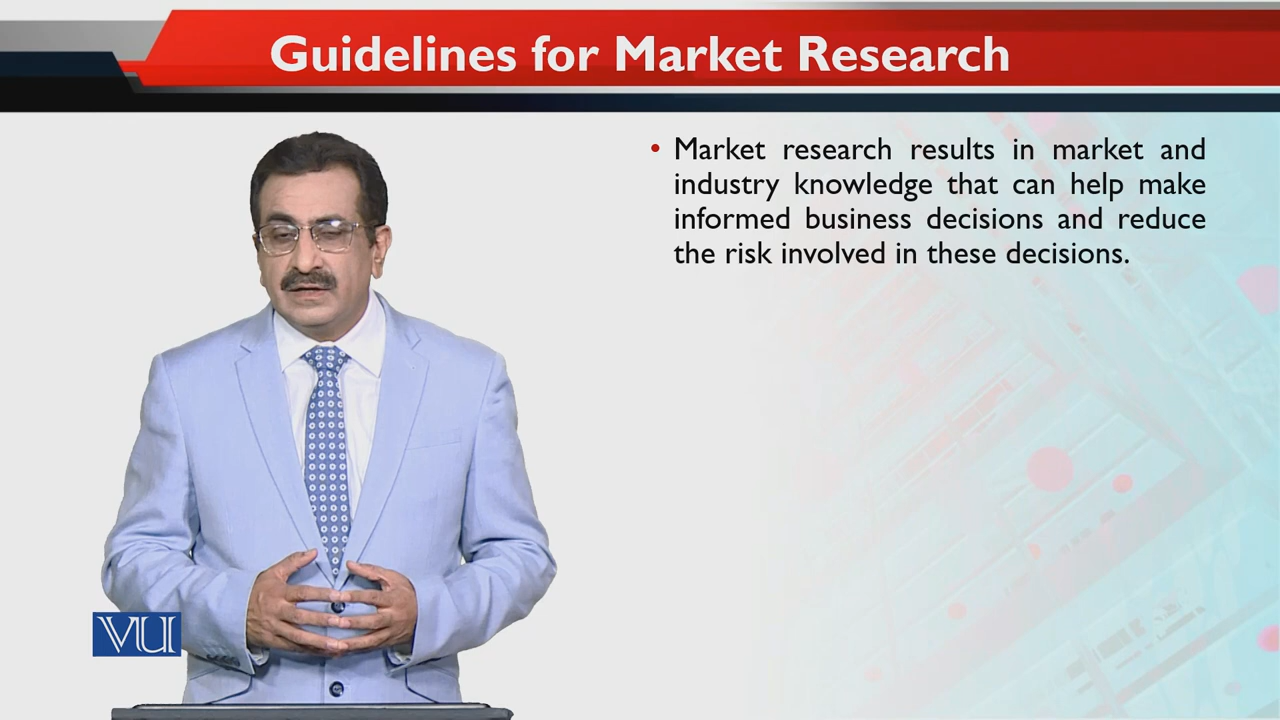 Guidelines for Market Research
• Market research results in market and
industry knowledge that can help make
informed business decisions and reduce
the risk involved in these decisions.
VU